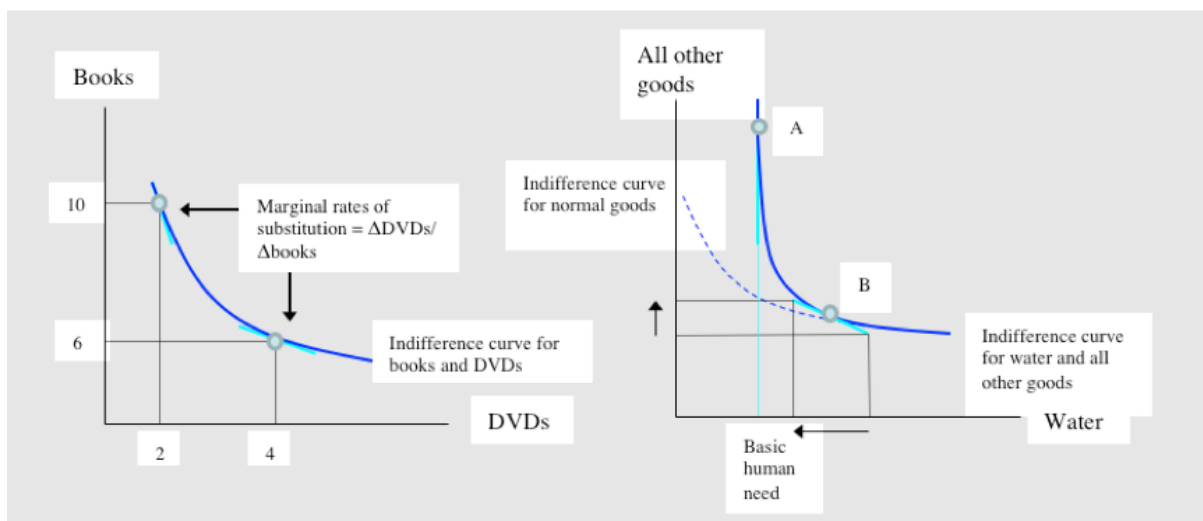 Books
10
6
Marginal rates of
substitution = ΔDVDs/
Δbooks
Indifference curve for
books and DVDs
DVDs
2
4
All other
goods
A
Indifference curve
for normal goods
B
Indifference curve
for water and all
other goods
Water
Basic
human
need